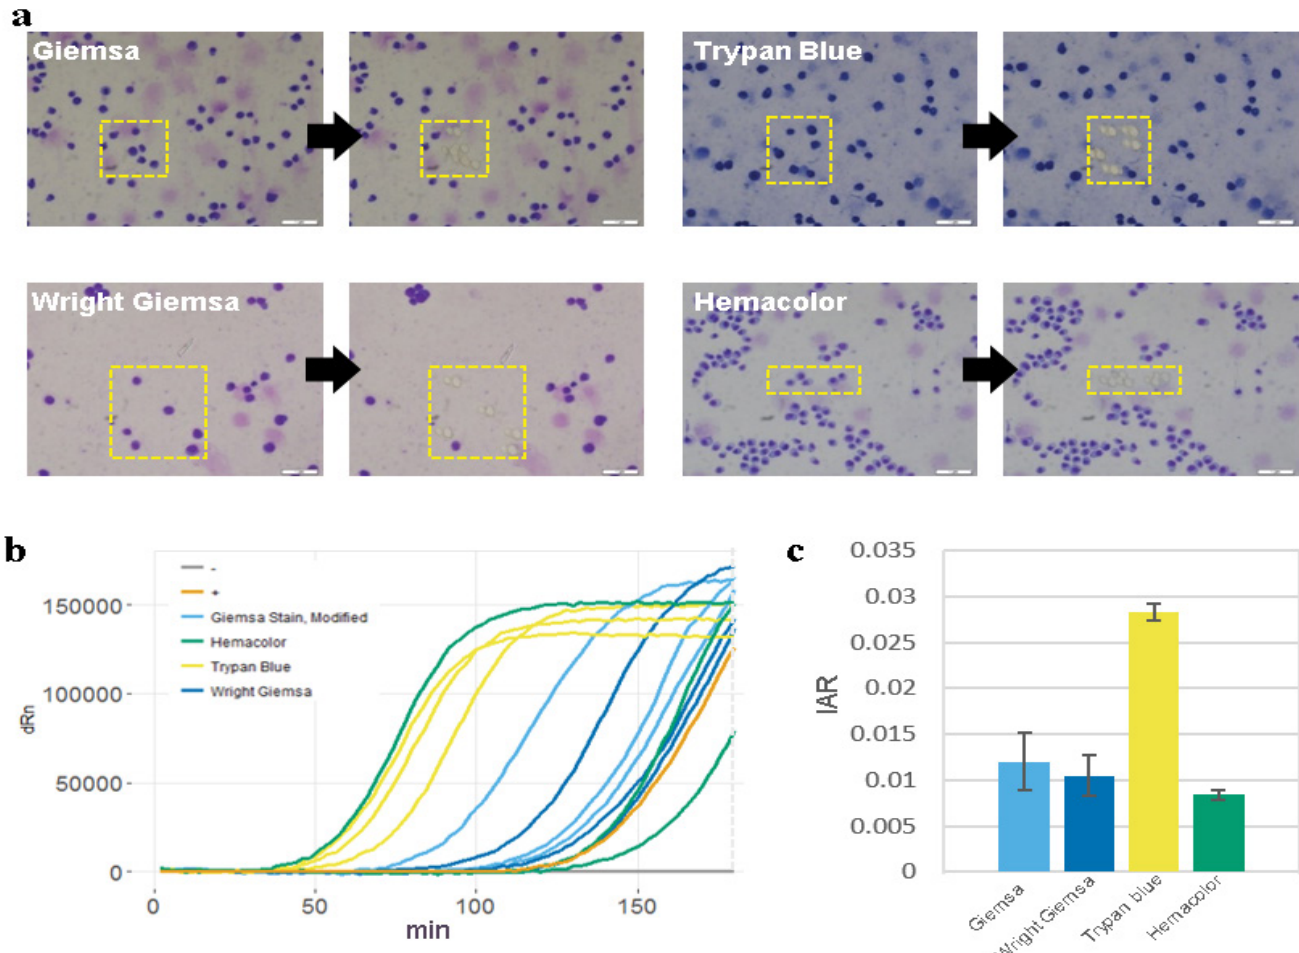 a
Giemsa
Trypan Blue
Wright Giemsa
Hemacolor
b
-
+
Giemsa Stain, Modified
Hemacolor
Trypan Blue
Wright Giemsa
150000
100000
50000
0
dRn
0 50 100 150
min
c
0.035
0.03
0.025
0.02
0.015
0.01
0.005
0
IAR
Giemsa
Wright Giemsa
Trypan blue
Hemacolor